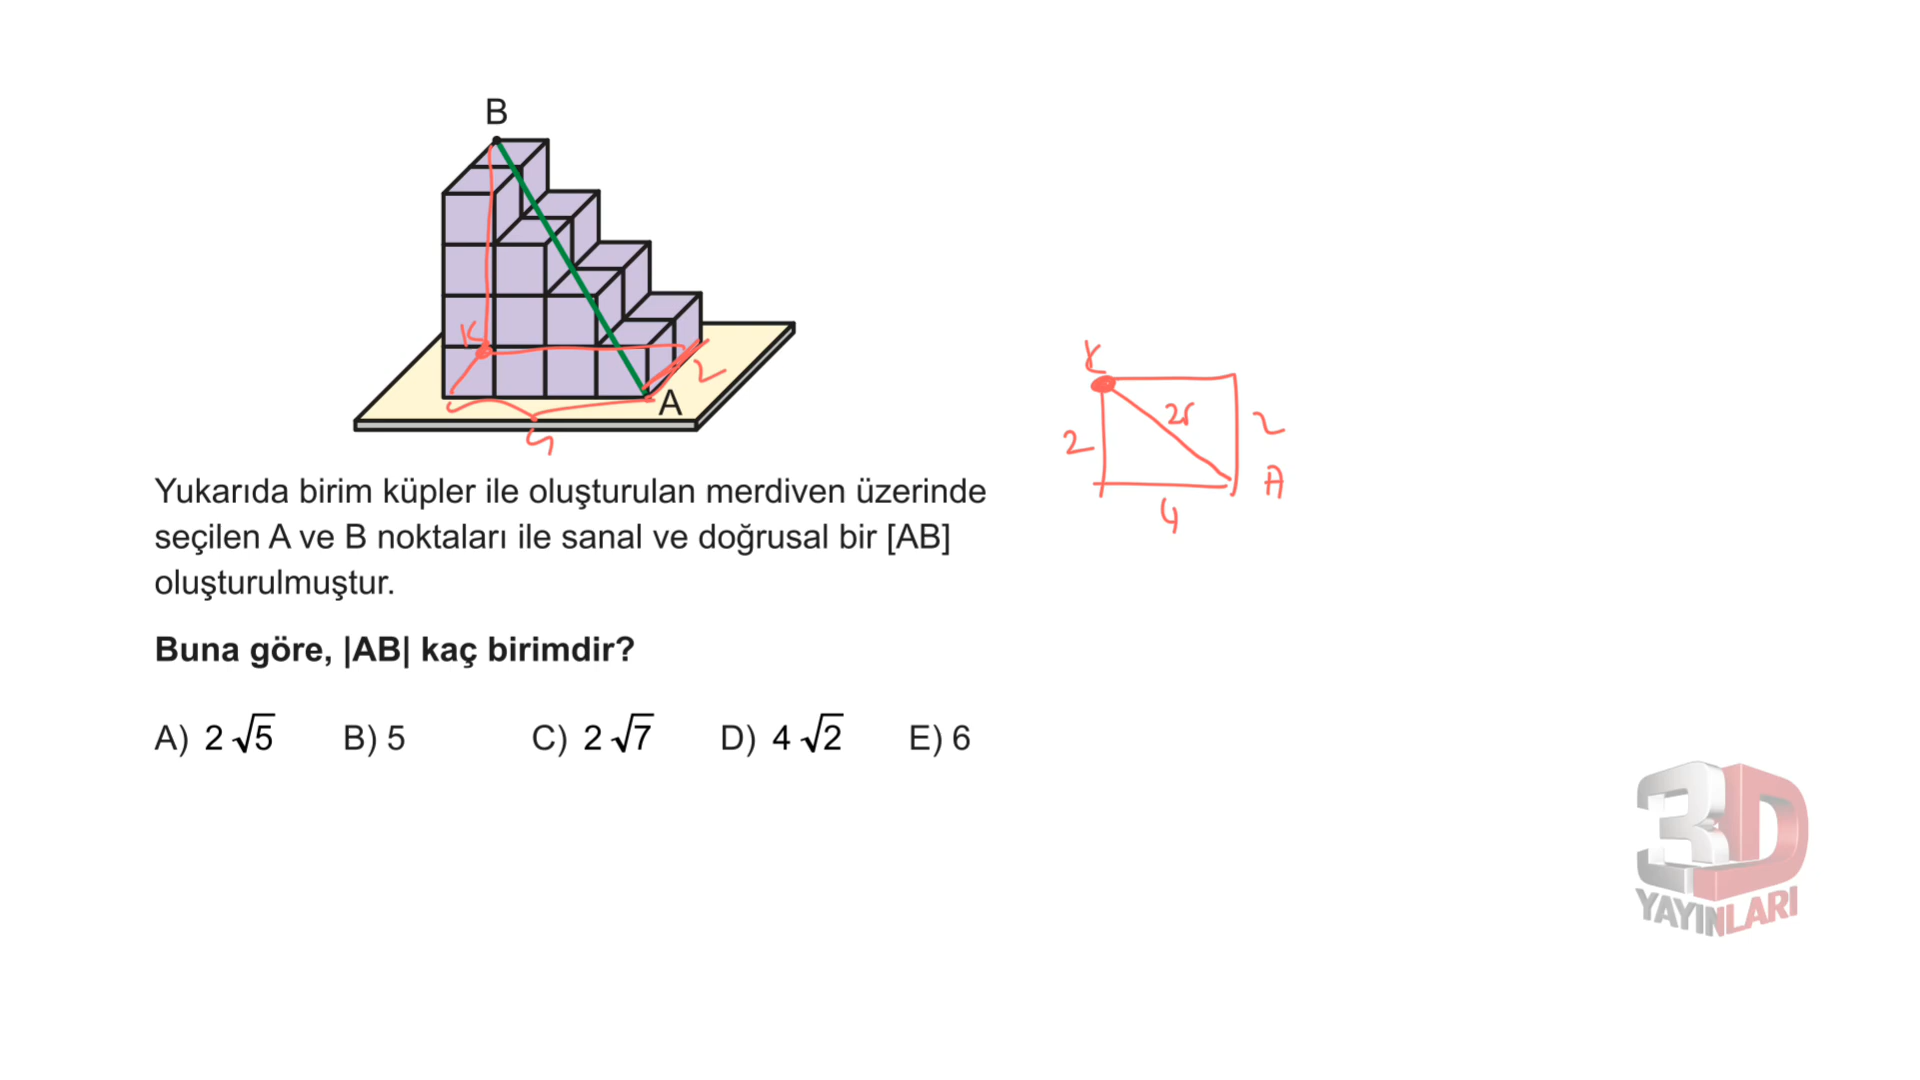 B
K
2
A
4
Yukarıda birim küpler ile oluşturulan merdiven üzerinde
seçilen A ve B noktaları ile sanal ve doğrusal bir [AB]
oluşturulmuştur.
Buna göre, |AB| kaç birimdir?
A) 2√5 B) 5 C) 2√7 D) 4√2 E) 6
K
2
2
A
4
3D
YAYINLARI